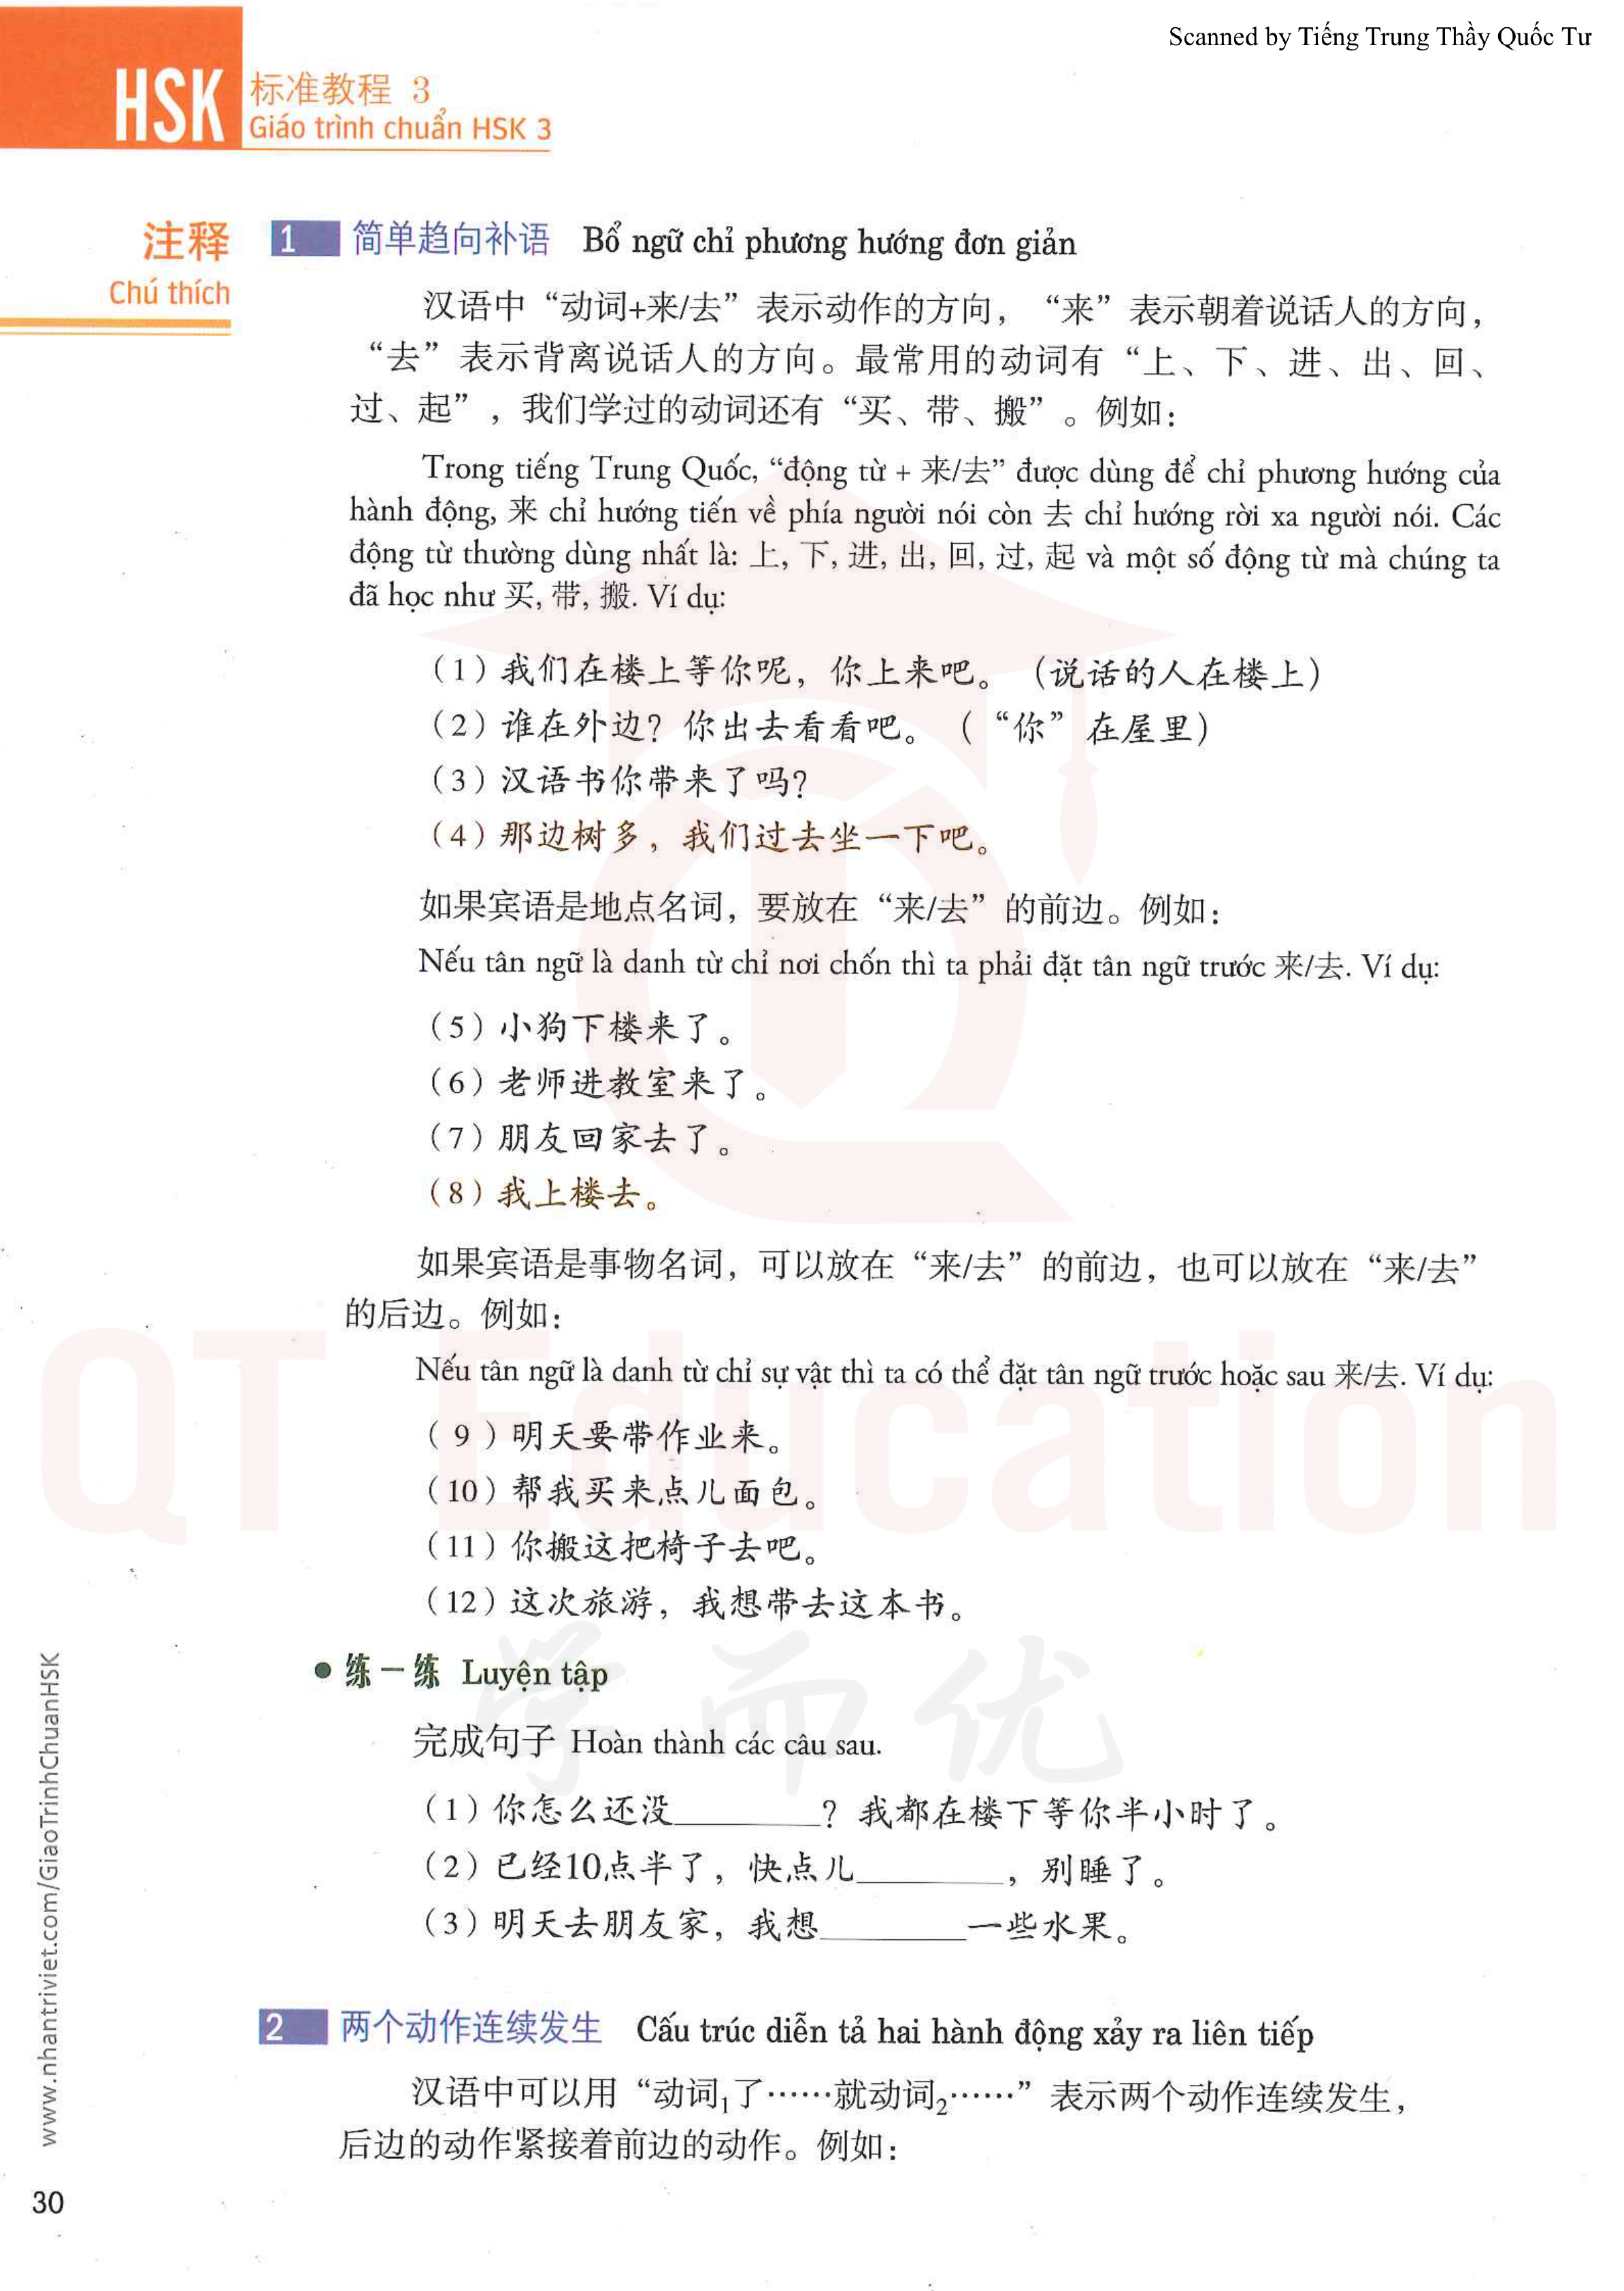 Scanned by Tiếng Trung Thầy Quốc Tư
HSK
标准教程 3
Giáo trình chuẩn HSK 3
注释
Chú thích
1 简单趋向补语 Bổ ngữ chỉ phương hướng đơn giản
汉语中“动词+来/去”表示动作的方向，“来”表示朝着说话人的方向，
“去”表示背离说话人的方向。最常用的动词有“上、下、进、出、回、
过、起”，我们学过的动词还有“买、带、搬”。例如：
Trong tiếng Trung Quốc, “động từ + 来/去” được dùng để chỉ phương hướng của
hành động, 来 chỉ hướng tiến về phía người nói còn 去 chỉ hướng rời xa người nói. Các
động từ thường dùng nhất là: 上, 下, 进, 出, 回, 过, 起 và một số động từ mà chúng ta
đã học như 买, 带, 搬. Ví dụ:
（1）我们在楼上等你呢，你上来吧。（说话的人在楼上）
（2）谁在外边？你出去看看吧。（“你”在屋里）
（3）汉语书你带来了吗？
（4）那边树多，我们过去坐一下吧。
如果宾语是地点名词，要放在“来/去”的前边。例如：
Nếu tân ngữ là danh từ chỉ nơi chốn thì ta phải đặt tân ngữ trước 来/去. Ví dụ:
（5）小狗下楼来了。
（6）老师进教室来了。
（7）朋友回家去了。
（8）我上楼去。
如果宾语是事物名词，可以放在“来/去”的前边，也可以放在“来/去”
的后边。例如：
Nếu tân ngữ là danh từ chỉ sự vật thì ta có thể đặt tân ngữ trước hoặc sau 来/去. Ví dụ:
（9）明天要带作业来。
（10）帮我买来点儿面包。
（11）你搬这把椅子去吧。
（12）这次旅游，我想带去这本书。
QT Education
学而优
● 练一练 Luyện tập
完成句子 Hoàn thành các câu sau.
（1）你怎么还没________？我都在楼下等你半小时了。
（2）已经10点半了，快点儿________，别睡了。
（3）明天去朋友家，我想________一些水果。
2 两个动作连续发生 Cấu trúc diễn tả hai hành động xảy ra liên tiếp
汉语中可以用“动词1了……就动词2……”表示两个动作连续发生，
后边的动作紧接着前边的动作。例如：
www.nhantriviet.com/GiaoTrinhChuanHSK
30